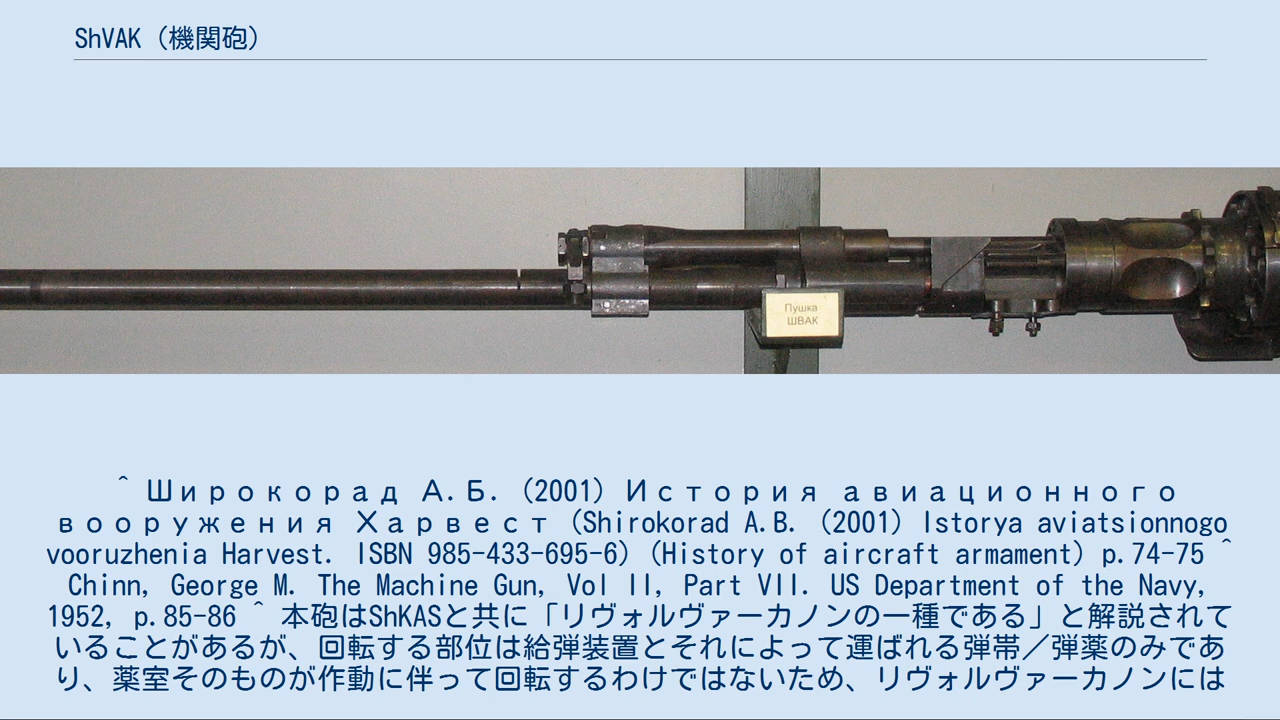 ShVAK (機関砲)
Пушка
ШВАК
^ Широкорад А.Б. (2001) История авиационного
вооружения Харвест (Shirokorad A.B. (2001) Istorya aviatsionnogo
vooruzhenia Harvest. ISBN 985-433-695-6) (History of aircraft armament) p.74-75 ^
Chinn, George M. The Machine Gun, Vol II, Part VII. US Department of the Navy,
1952, p.85-86 ^ 本砲はShKASと共に「リヴォルヴァーカノンの一種である」と解説されて
いることがあるが、回転する部位は給弾装置とそれによって運ばれる弾帯／弾薬のみであ
り、薬室そのものが作動に伴って回転するわけではないため、リヴォルヴァーカノンには